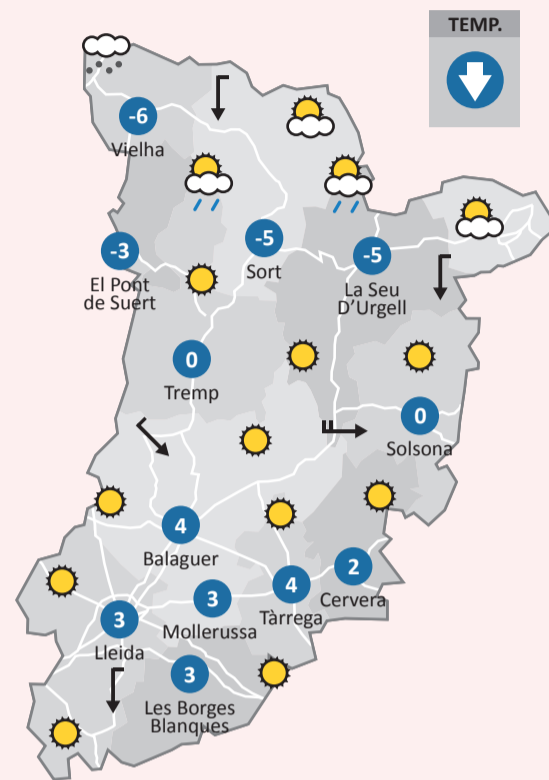 TEMP.
-6
Vielha
-3
El Pont
de Suert
-5
Sort
-5
La Seu
D'Urgell
0
Tremp
0
Solsona
4
Balaguer
2
Cervera
4
Tàrrega
3
Mollerussa
3
Lleida
3
Les Borges
Blanques